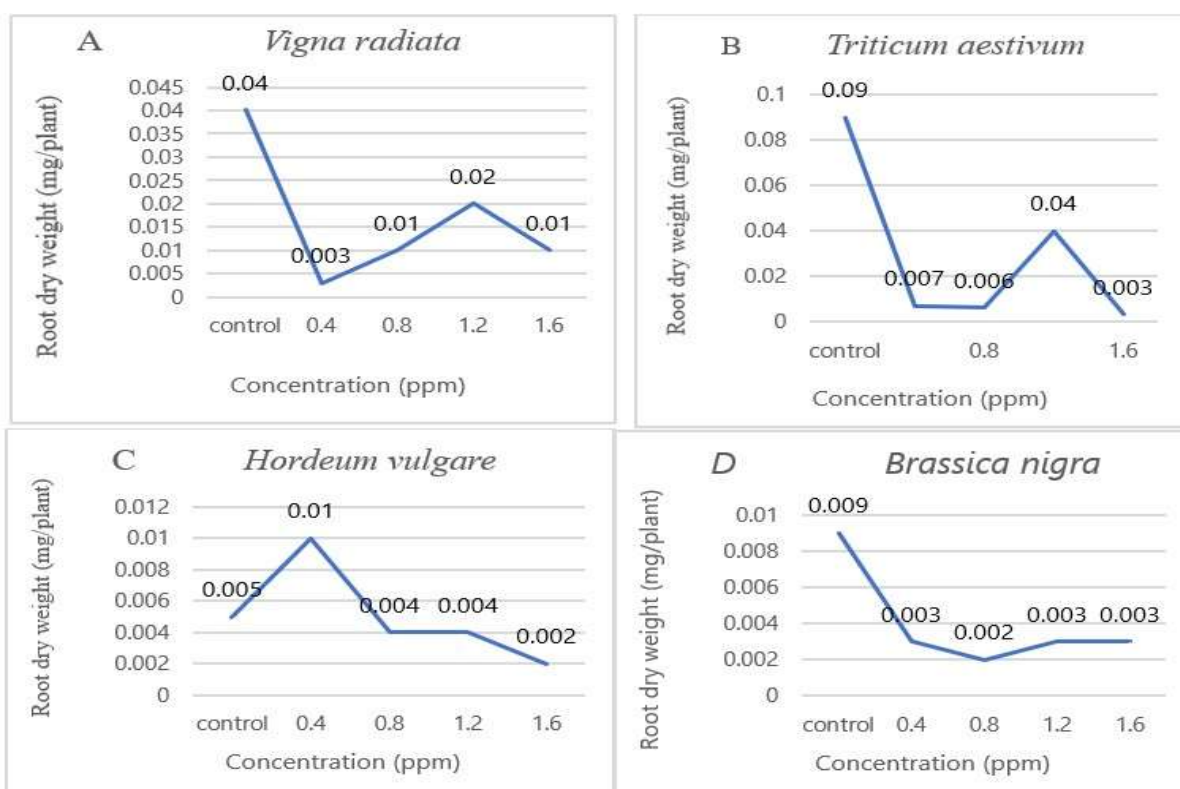 A
Vigna radiata
Root dry weight (mg/plant)
0.045
0.04
0.035
0.03
0.025
0.02
0.015
0.01
0.005
0
0.04
0.003
0.01
0.02
0.01
control 0.4 0.8 1.2 1.6
Concentration (ppm)
B
Triticum aestivum
Root dry weight (mg/plant)
0.1
0.08
0.06
0.04
0.02
0
0.09
0.007
0.006
0.04
0.003
control 0.8 1.6
Concentration (ppm)
C
Hordeum vulgare
Root dry weight (mg/plant)
0.012
0.01
0.008
0.006
0.004
0.002
0
0.005
0.01
0.004
0.004
0.002
control 0.4 0.8 1.2 1.6
Concentration (ppm)
D
Brassica nigra
Root dry weight (mg/plant)
0.01
0.008
0.006
0.004
0.002
0
0.009
0.003
0.002
0.003
0.003
control 0.4 0.8 1.2 1.6
Concentration (ppm)